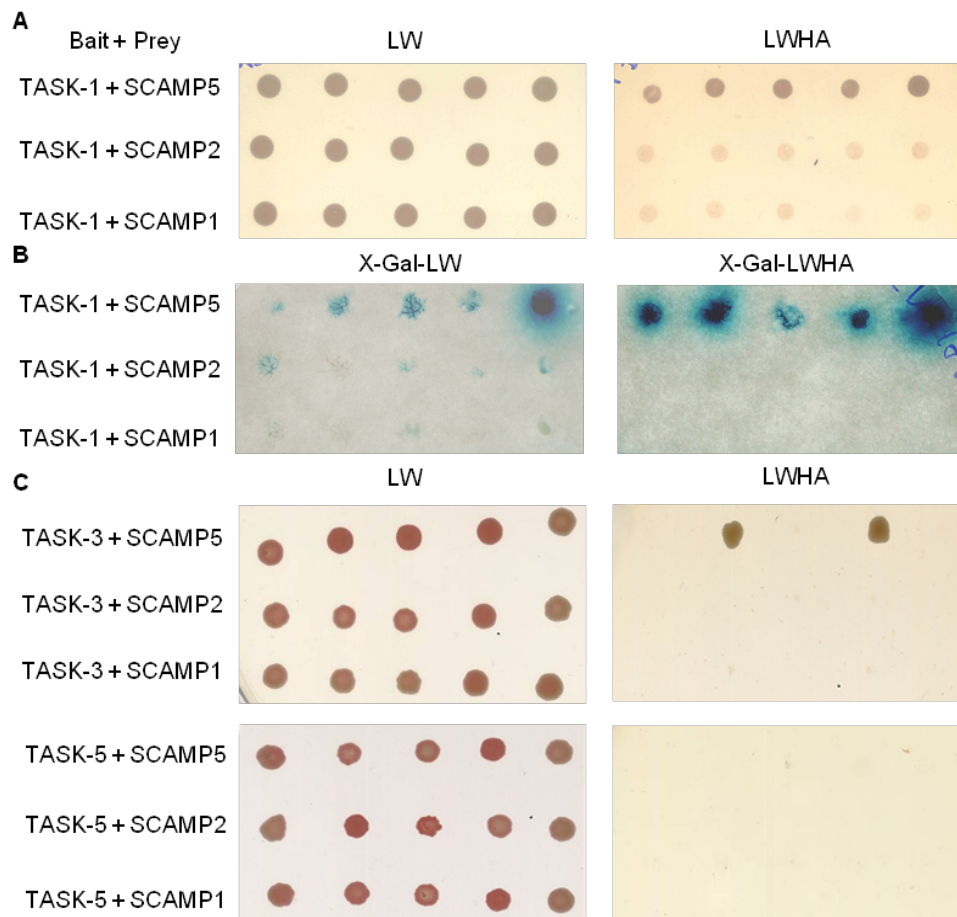 A
Bait + Prey LW LWHA
TASK-1 + SCAMP5
TASK-1 + SCAMP2
TASK-1 + SCAMP1
B
X-Gal-LW X-Gal-LWHA
TASK-1 + SCAMP5
TASK-1 + SCAMP2
TASK-1 + SCAMP1
C
LW LWHA
TASK-3 + SCAMP5
TASK-3 + SCAMP2
TASK-3 + SCAMP1
TASK-5 + SCAMP5
TASK-5 + SCAMP2
TASK-5 + SCAMP1